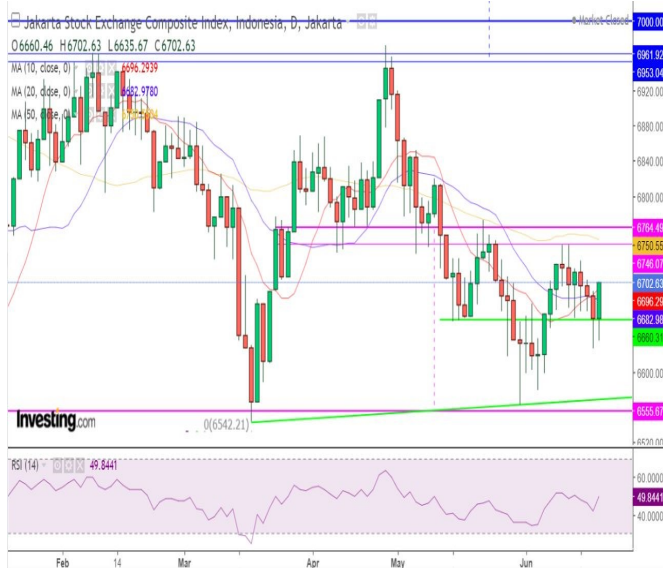 Jakarta Stock Exchange Composite Index, Indonesia, D, Jakarta
Market Closed
O6660.46 H6702.63 L6635.67 C6702.63
MA (10, close, 0) 6696.2939
MA (20, close, 0) 6682.9780
MA (50, close, 0)
7000.00
6961.92
6953.04
6920.00
6880.00
6840.00
6800.00
6764.49
6750.55
6746.07
6702.63
6696.29
6682.98
6660.31
6600.00
6555.67
6520.00
0(6542.21)
Investing.com
RSI (14) 49.8441
60.0000
49.8441
40.0000
Feb 14 Mar Apr May Jun